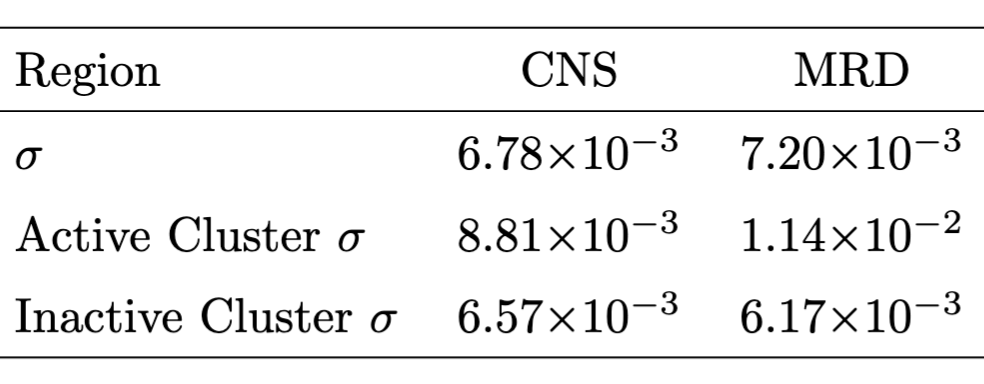 Region CNS MRD
σ 6.78×10⁻³ 7.20×10⁻³
Active Cluster σ 8.81×10⁻³ 1.14×10⁻²
Inactive Cluster σ 6.57×10⁻³ 6.17×10⁻³